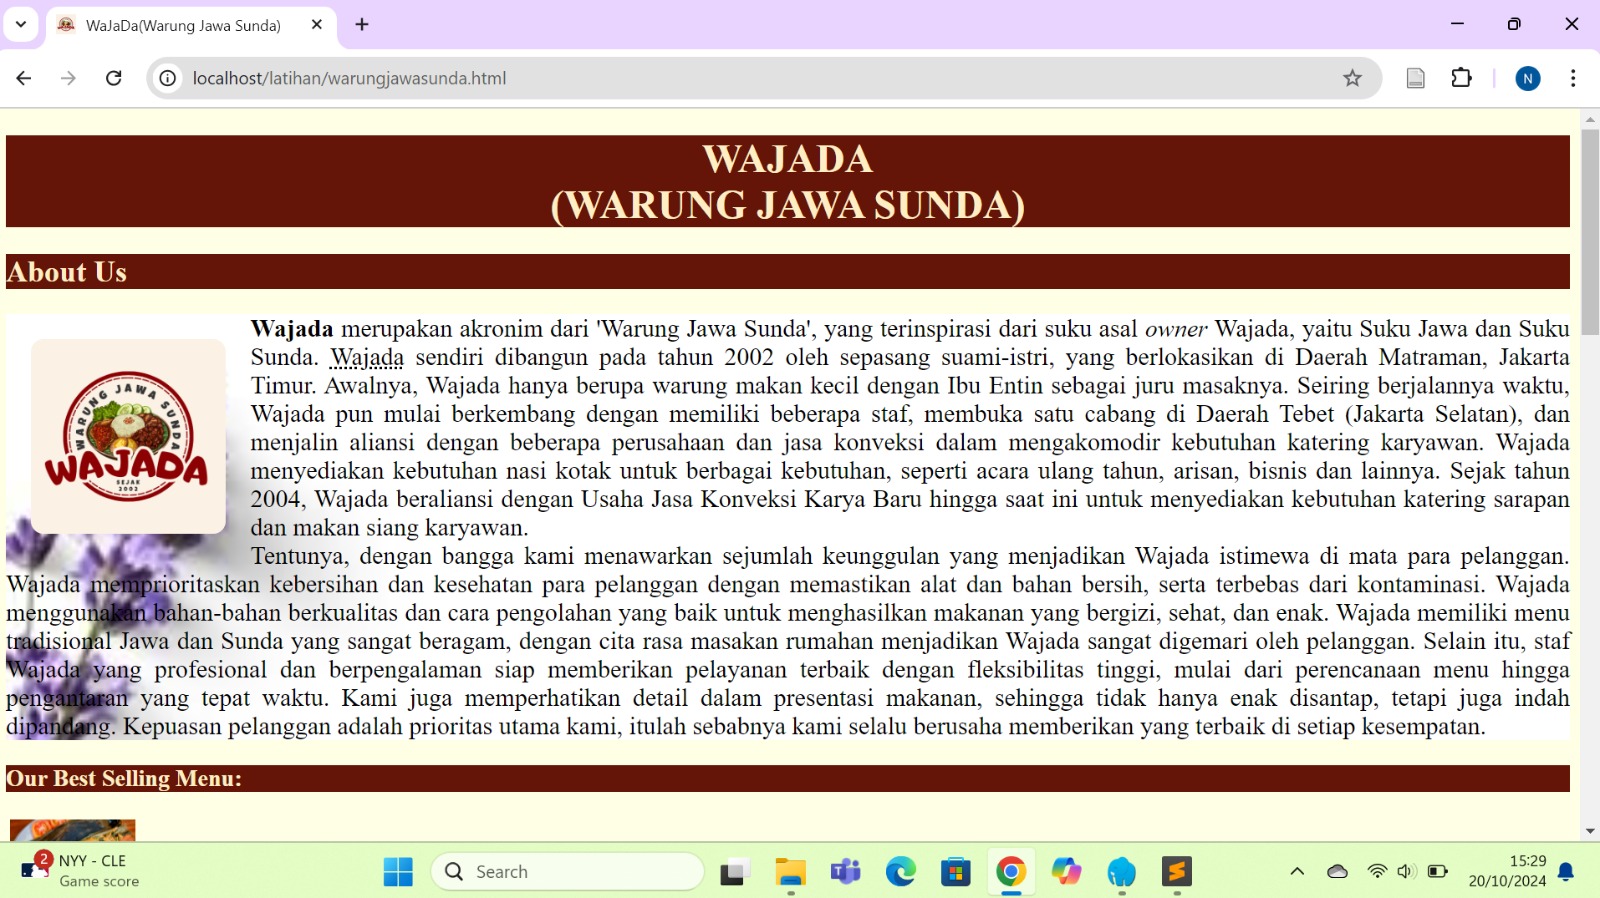 WaJaDa(Warung Jawa Sunda)
localhost/latihan/warungjawasunda.html
N
WAJADA
(WARUNG JAWA SUNDA)
About Us
WARUNG JAWA SUNDA
WAJADA
SEJAK
2002
Wajada merupakan akronim dari 'Warung Jawa Sunda', yang terinspirasi dari suku asal owner Wajada, yaitu Suku Jawa dan Suku
Sunda. Wajada sendiri dibangun pada tahun 2002 oleh sepasang suami-istri, yang berlokasikan di Daerah Matraman, Jakarta
Timur. Awalnya, Wajada hanya berupa warung makan kecil dengan Ibu Entin sebagai juru masaknya. Seiring berjalannya waktu,
Wajada pun mulai berkembang dengan memiliki beberapa staf, membuka satu cabang di Daerah Tebet (Jakarta Selatan), dan
menjalin aliansi dengan beberapa perusahaan dan jasa konveksi dalam mengakomodir kebutuhan katering karyawan. Wajada
menyediakan kebutuhan nasi kotak untuk berbagai kebutuhan, seperti acara ulang tahun, arisan, bisnis dan lainnya. Sejak tahun
2004, Wajada beraliansi dengan Usaha Jasa Konveksi Karya Baru hingga saat ini untuk menyediakan kebutuhan katering sarapan
dan makan siang karyawan.
Tentunya, dengan bangga kami menawarkan sejumlah keunggulan yang menjadikan Wajada istimewa di mata para pelanggan.
Wajada memprioritaskan kebersihan dan kesehatan para pelanggan dengan memastikan alat dan bahan bersih, serta terbebas dari kontaminasi. Wajada
menggunakan bahan-bahan berkualitas dan cara pengolahan yang baik untuk menghasilkan makanan yang bergizi, sehat, dan enak. Wajada memiliki menu
tradisional Jawa dan Sunda yang sangat beragam, dengan cita rasa masakan rumahan menjadikan Wajada sangat digemari oleh pelanggan. Selain itu, staf
Wajada yang profesional dan berpengalaman siap memberikan pelayanan terbaik dengan fleksibilitas tinggi, mulai dari perencanaan menu hingga
pengantaran yang tepat waktu. Kami juga memperhatikan detail dalam presentasi makanan, sehingga tidak hanya enak disantap, tetapi juga indah
dipandang. Kepuasan pelanggan adalah prioritas utama kami, itulah sebabnya kami selalu berusaha memberikan yang terbaik di setiap kesempatan.
Our Best Selling Menu:
2
NYY - CLE
Game score
Search
15:29
20/10/2024